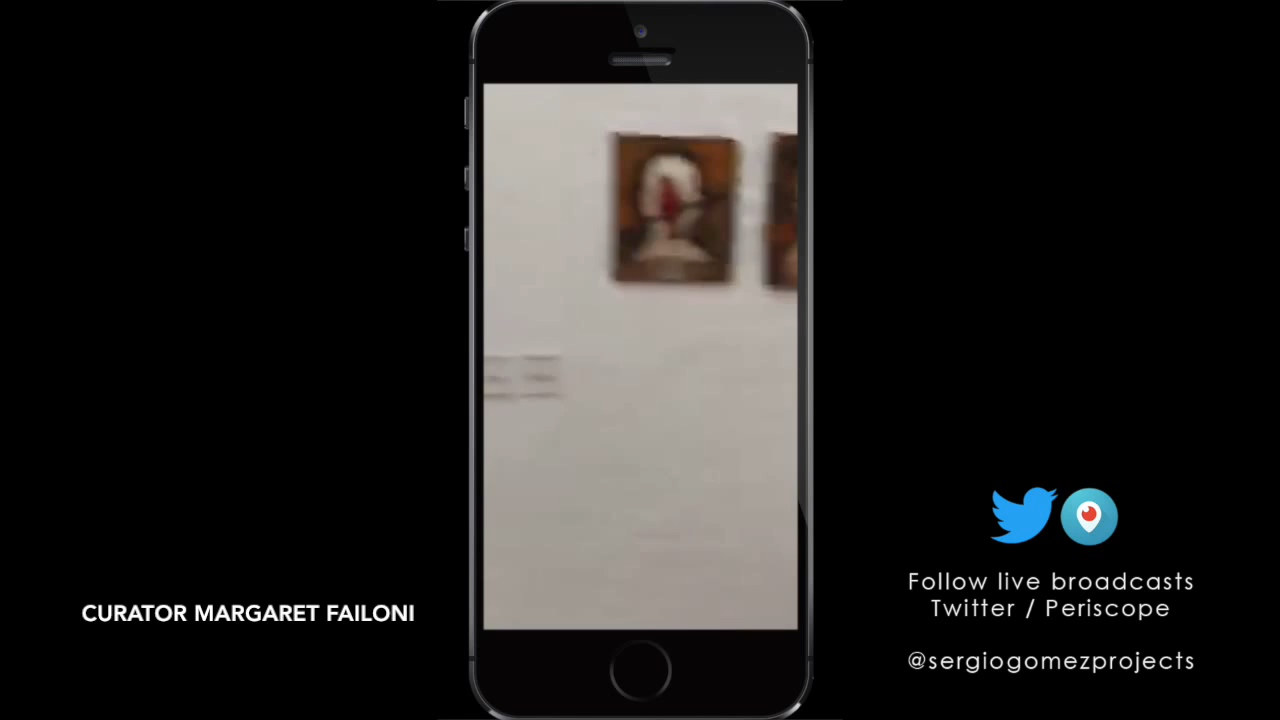 CURATOR MARGARET FAILONI
Follow live broadcasts
Twitter / Periscope
@sergiogomezprojects